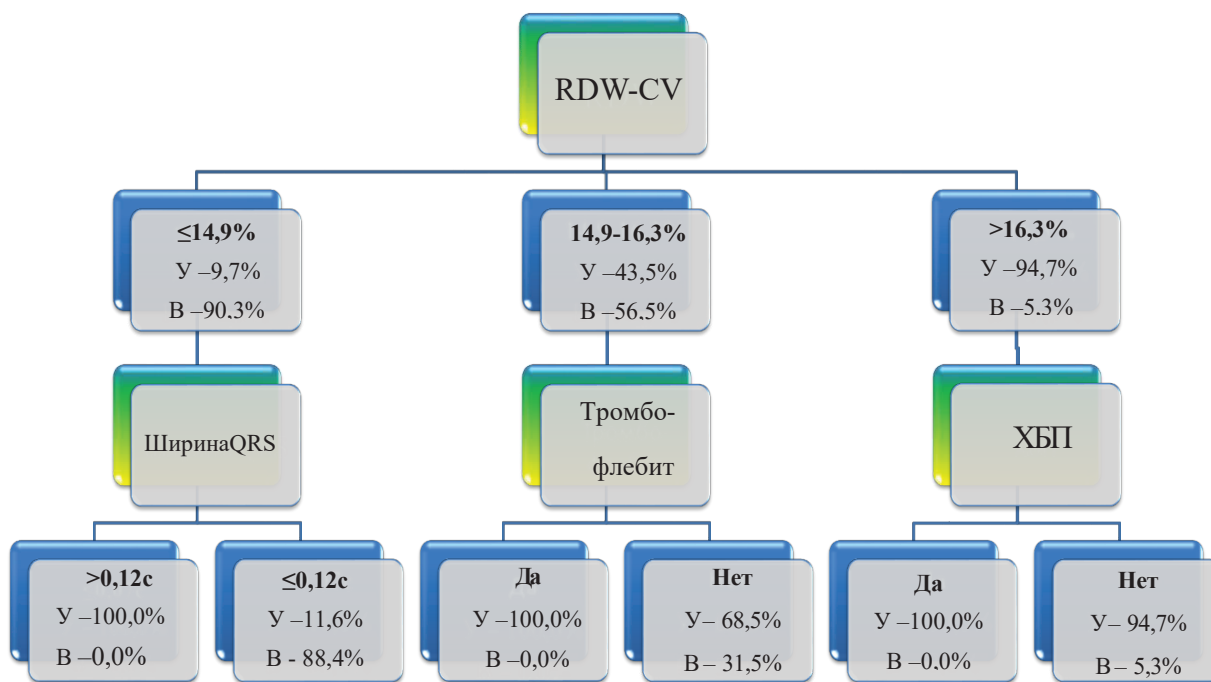 RDW-CV
≤14,9%
У –9,7%
В –90,3%
14,9-16,3%
У –43,5%
В –56,5%
>16,3%
У –94,7%
В –5,3%
ШиринаQRS
Тромбо-
флебит
ХБП
>0,12с
У –100,0%
В –0,0%
≤0,12с
У –11,6%
В - 88,4%
Да
У –100,0%
В –0,0%
Нет
У– 68,5%
В– 31,5%
Да
У –100,0%
В –0,0%
Нет
У– 94,7%
В– 5,3%